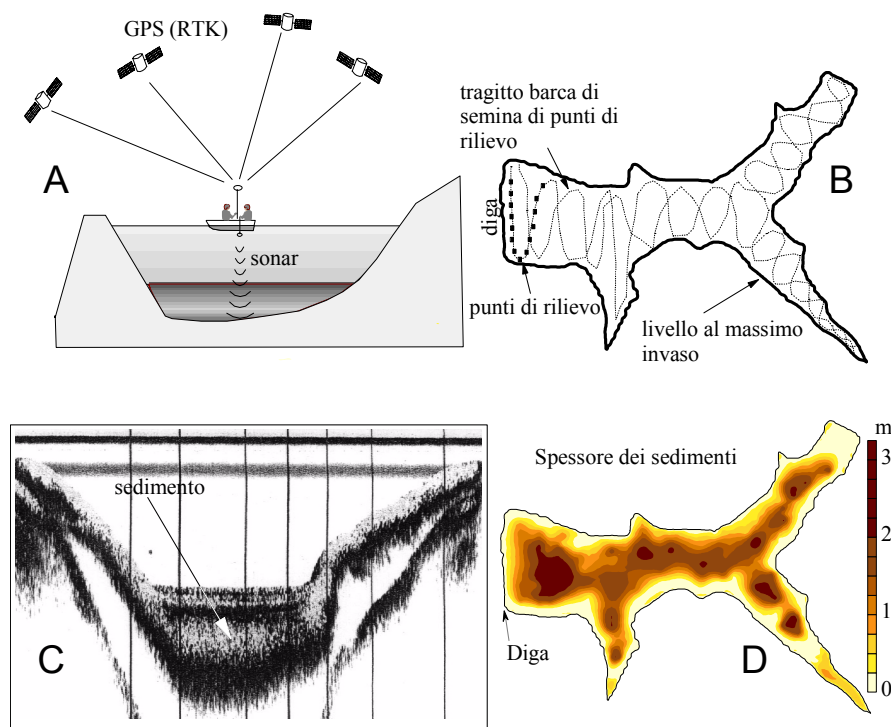 GPS (RTK)
A
sonar
tragitto barca di
semina di punti di
rilievo
B
diga
punti di rilievo
livello al massimo
invaso
sedimento
C
Spessore dei sedimenti
m
3
2
1
0
Diga
D